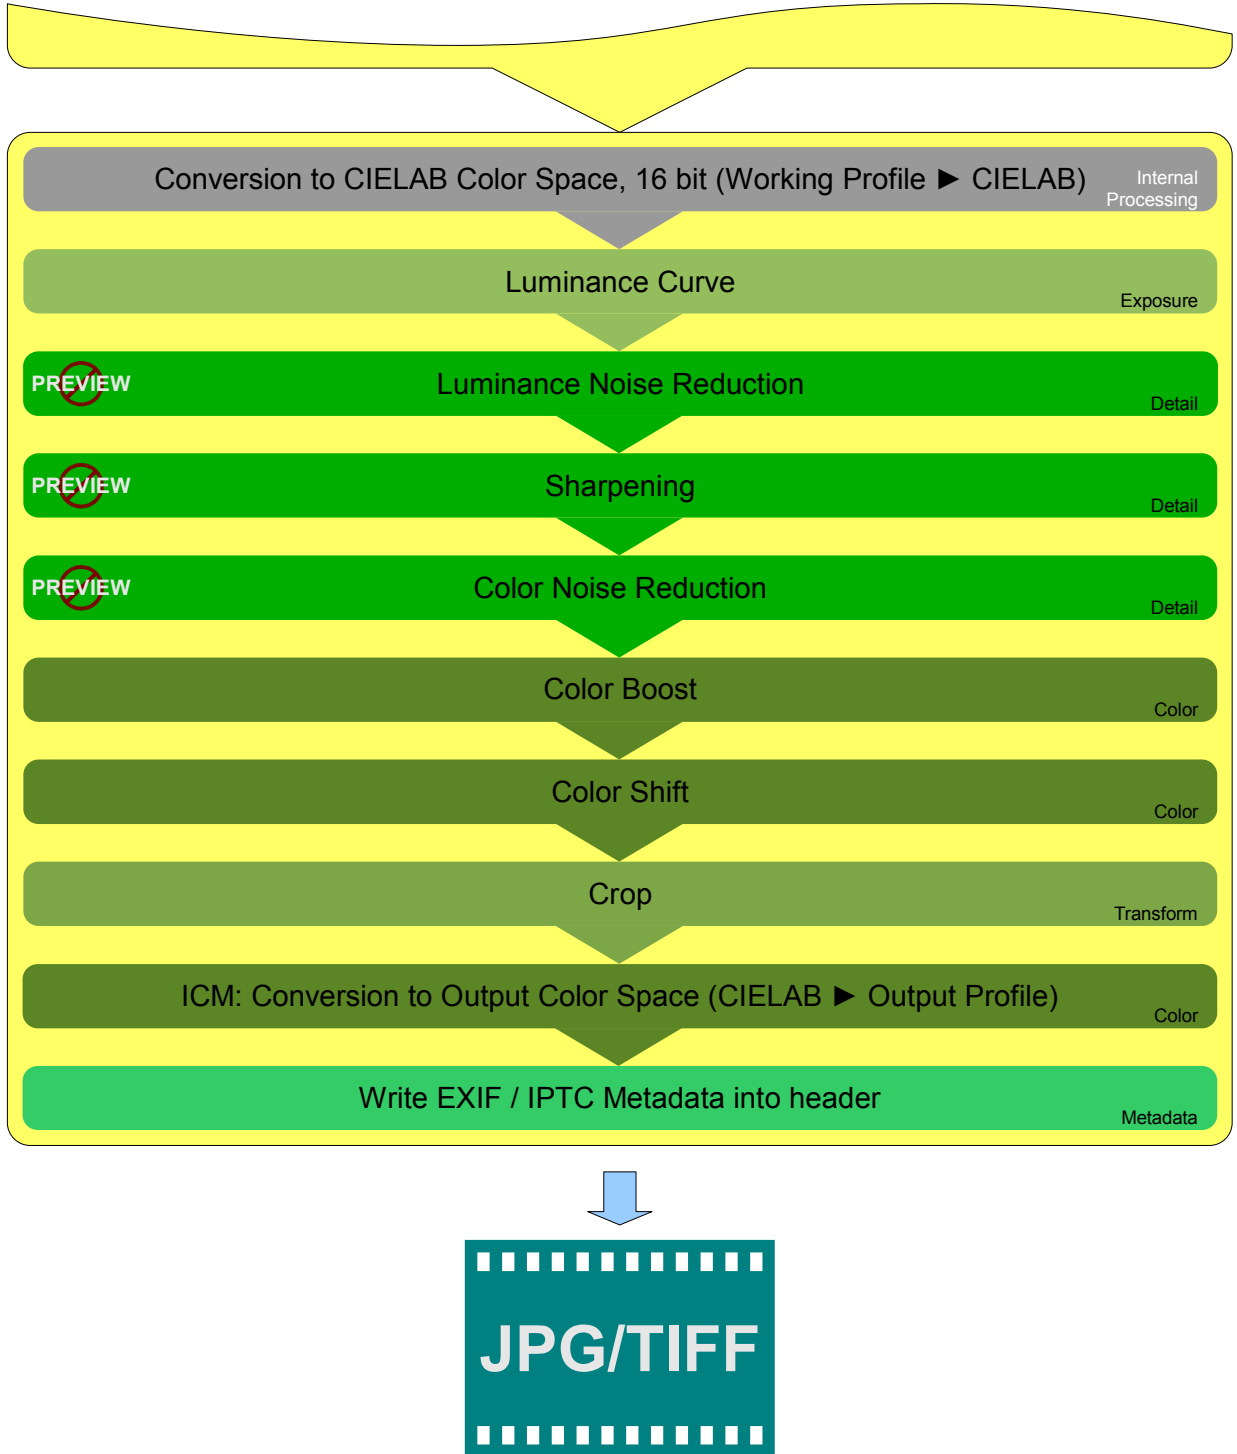 Conversion to CIELAB Color Space, 16 bit (Working Profile ► CIELAB)
Internal
Processing
Luminance Curve
Exposure
PREVIEW
Luminance Noise Reduction
Detail
PREVIEW
Sharpening
Detail
PREVIEW
Color Noise Reduction
Detail
Color Boost
Color
Color Shift
Color
Crop
Transform
ICM: Conversion to Output Color Space (CIELAB ► Output Profile)
Color
Write EXIF / IPTC Metadata into header
Metadata
JPG/TIFF